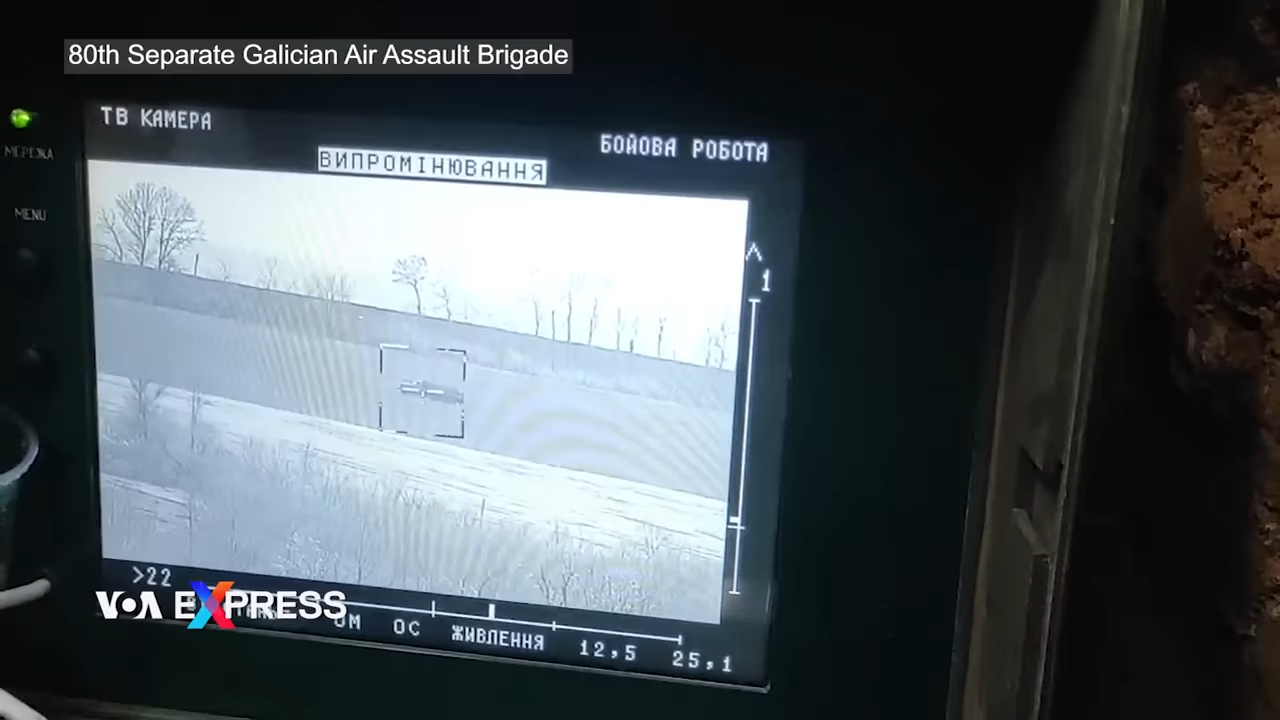 80th Separate Galician Air Assault Brigade
ТВ КАМЕРА
БОЙОВА РОБОТА
МЕРЕЖА
ВИПРОМІНЮВАННЯ
MENU
1
>22
VOA EXPRESS
ОС
ЖИВЛЕННЯ
12,5
25,1